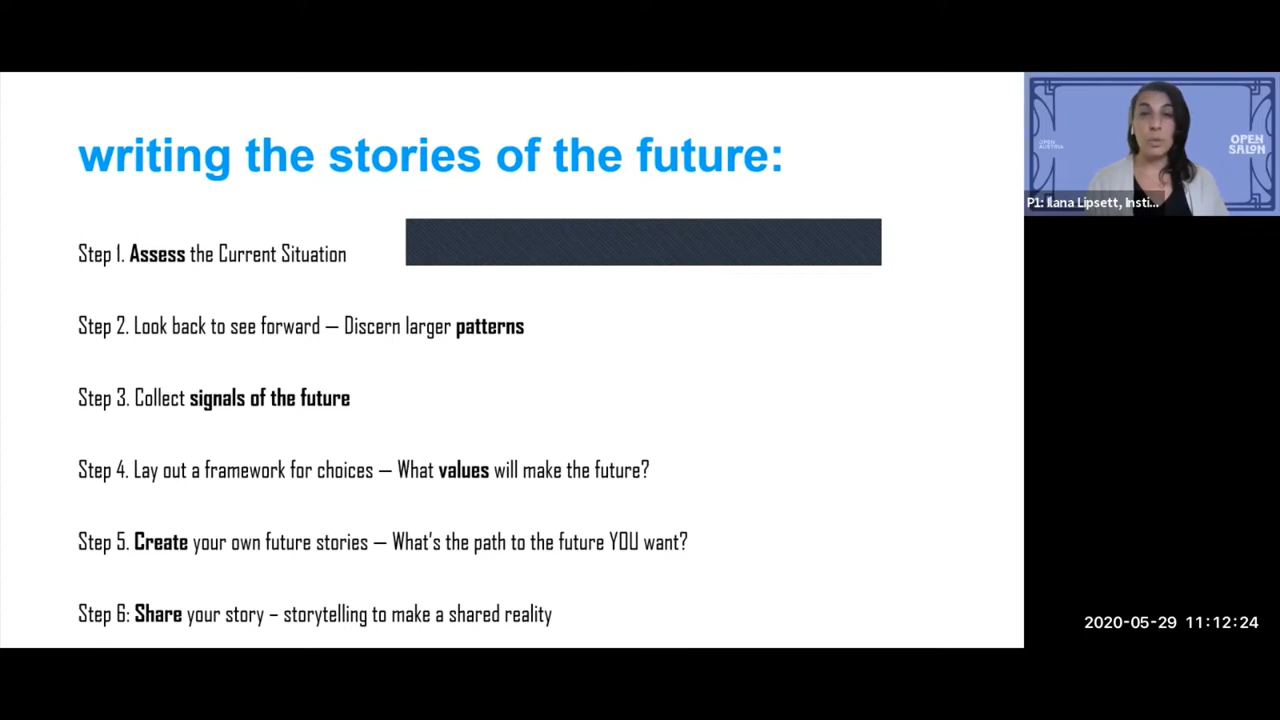 writing the stories of the future:
Step 1. Assess the Current Situation
Step 2. Look back to see forward — Discern larger patterns
Step 3. Collect signals of the future
Step 4. Lay out a framework for choices — What values will make the future?
Step 5. Create your own future stories — What's the path to the future YOU want?
Step 6: Share your story – storytelling to make a shared reality
OPEN
AUSTRIA
OPEN
SALON
P1: Ilana Lipsett, Insti...
2020-05-29 11:12:24